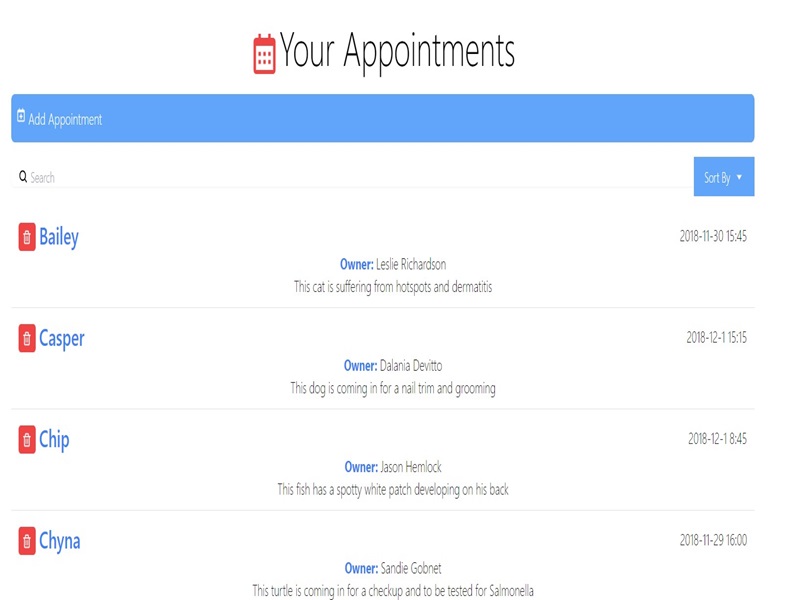 Your Appointments
Add Appointment
Search
Sort By
Bailey
2018-11-30 15:45
Owner: Leslie Richardson
This cat is suffering from hotspots and dermatitis
Casper
2018-12-1 15:15
Owner: Dalania Devitto
This dog is coming in for a nail trim and grooming
Chip
2018-12-1 8:45
Owner: Jason Hemlock
This fish has a spotty white patch developing on his back
Chyna
2018-11-29 16:00
Owner: Sandie Gobnet
This turtle is coming in for a checkup and to be tested for Salmonella